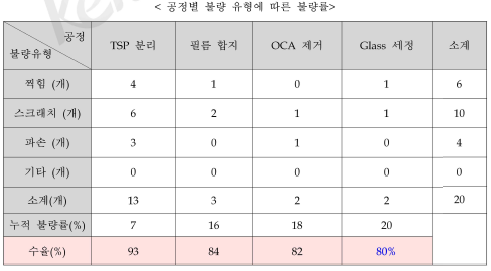 < 공정별 불량 유형에 따른 불량률>
공정
불량유형
TSP 분리 필름 합지 OCA 제거 Glass 세정 소계
찍힘 (개) 4 1 0 1 6
스크래치 (개) 6 2 1 1 10
파손 (개) 3 0 1 0 4
기타 (개) 0 0 0 0 0
소계(개) 13 3 2 2 20
누적 불량률(%) 7 16 18 20
수율(%) 93 84 82 80%